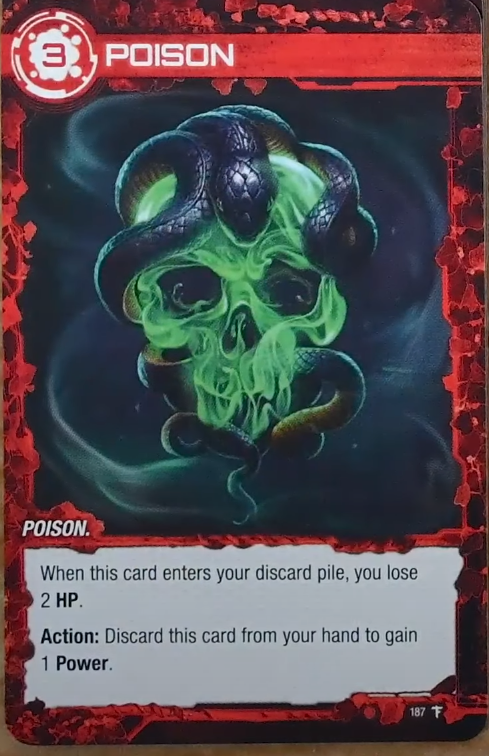 3 POISON
POISON.
When this card enters your discard pile, you lose
2 HP.
Action: Discard this card from your hand to gain
1 Power.
187